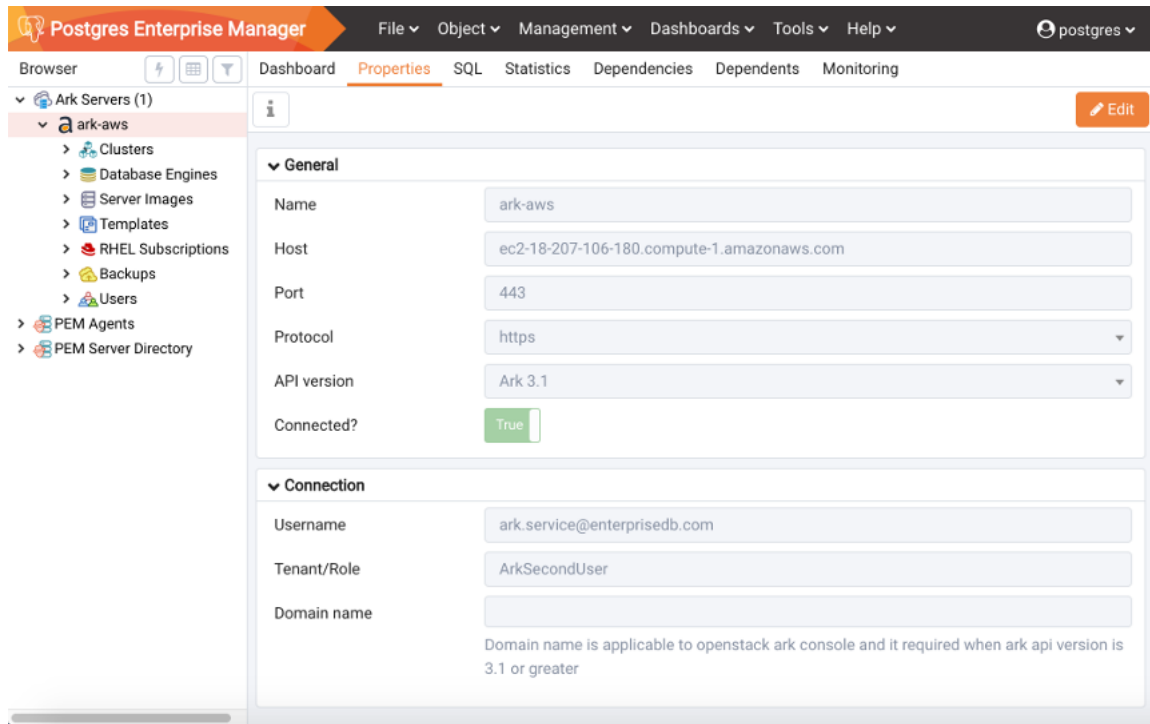 Postgres Enterprise Manager File Object Management Dashboards Tools Help postgres
Browser Dashboard Properties SQL Statistics Dependencies Dependents Monitoring
Ark Servers (1)
ark-aws
Clusters
Database Engines
Server Images
Templates
RHEL Subscriptions
Backups
Users
PEM Agents
PEM Server Directory
i Edit
General
Name ark-aws
Host ec2-18-207-106-180.compute-1.amazonaws.com
Port 443
Protocol https
API version Ark 3.1
Connected? True
Connection
Username ark.service@enterprisedb.com
Tenant/Role ArkSecondUser
Domain name
Domain name is applicable to openstack ark console and it required when ark api version is
3.1 or greater